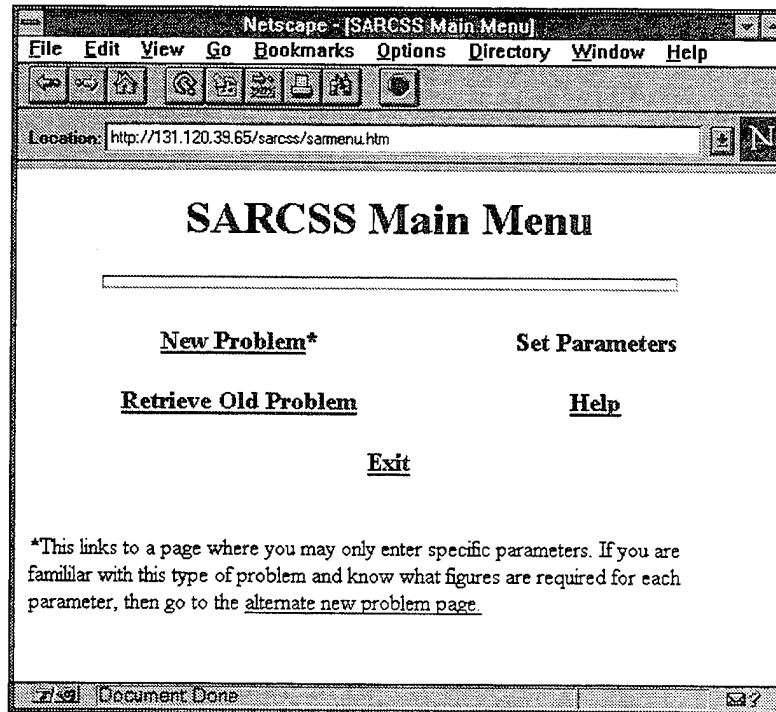 Netscape - [SARCSS Main Menu]
File Edit View Go Bookmarks Options Directory Window Help
Location: http://131.120.39.65/sarcss/sarmenu.htm
N
SARCSS Main Menu
New Problem* Set Parameters
Retrieve Old Problem Help
Exit
*This links to a page where you may only enter specific parameters. If you are
famililar with this type of problem and know what figures are required for each
parameter, then go to the alternate new problem page.
Document: Done
?